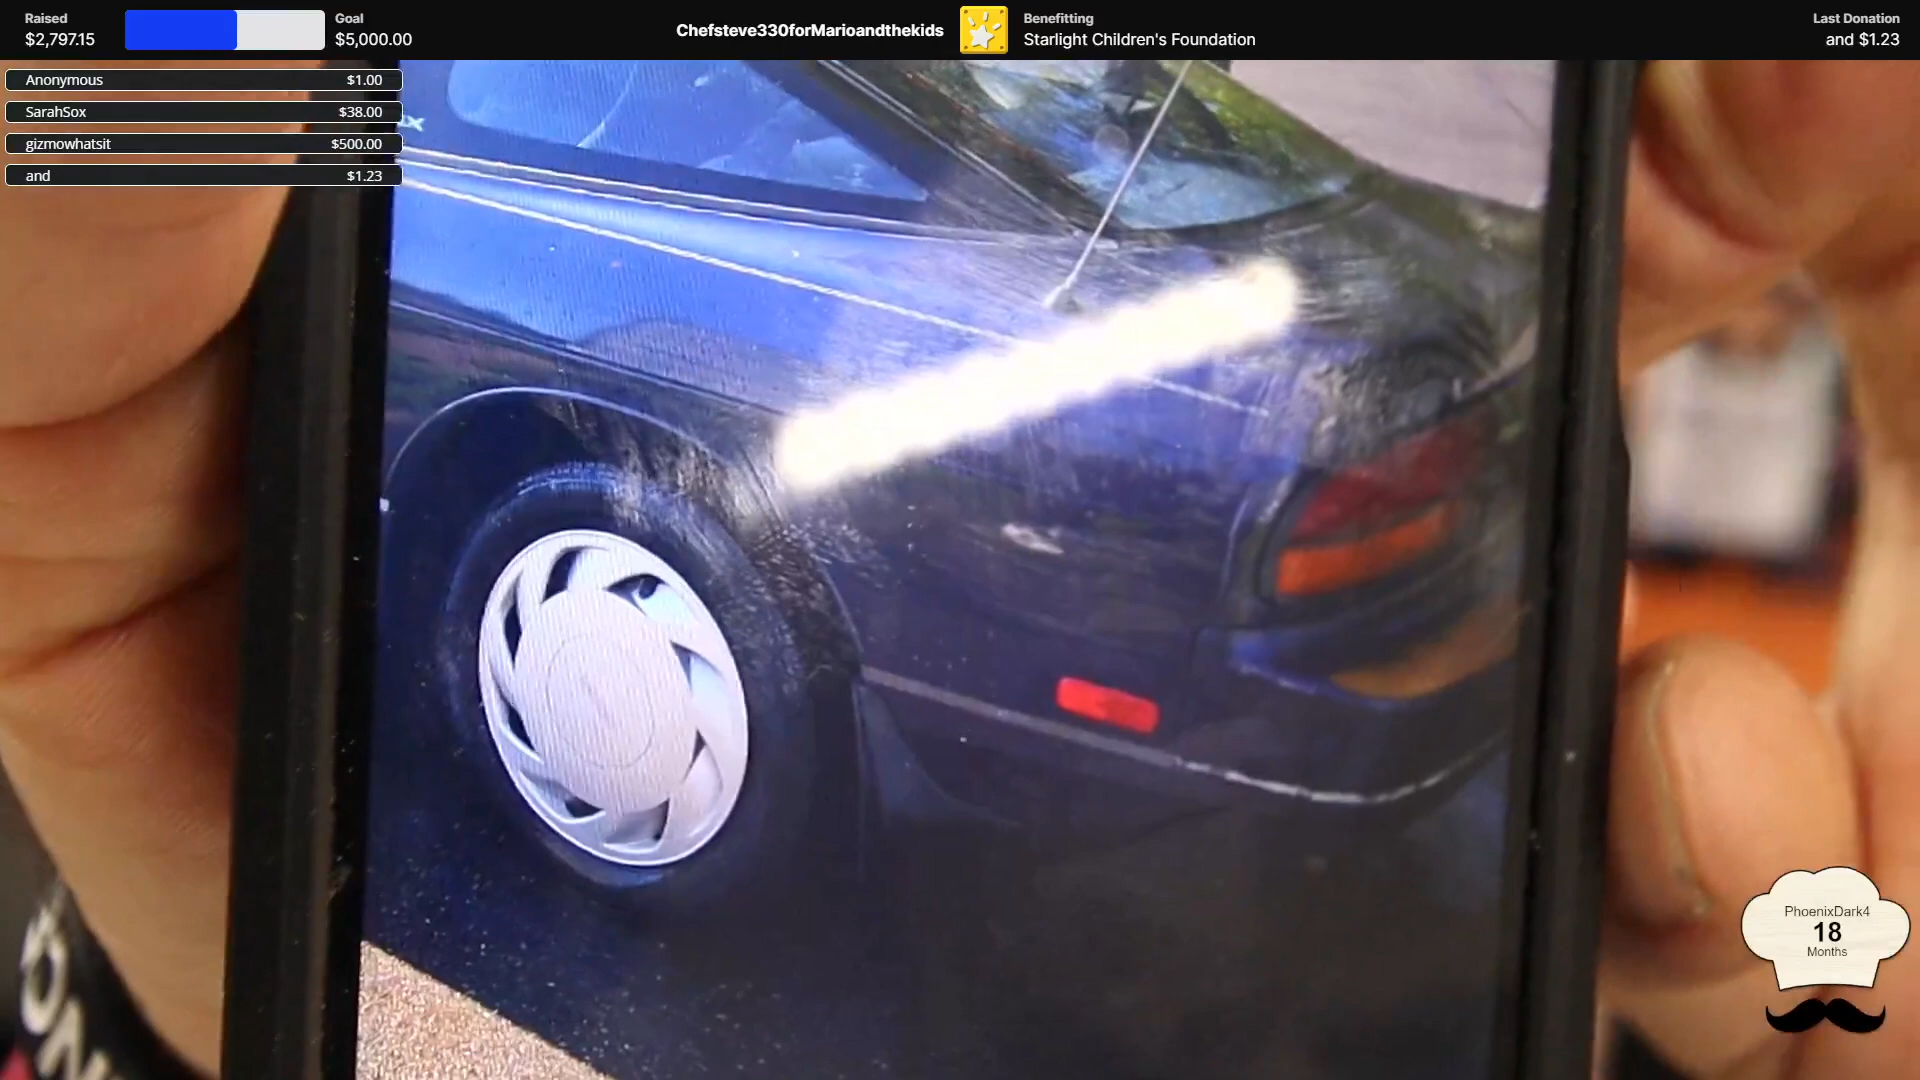 Raised
$2,797.15
Goal
$5,000.00
Chefsteve330forMarioandthekids
Benefitting
Starlight Children's Foundation
Last Donation
and $1.23
Anonymous $1.00
SarahSox $38.00
gizmowhatsit $500.00
and $1.23
PhoenixDark4
18
Months